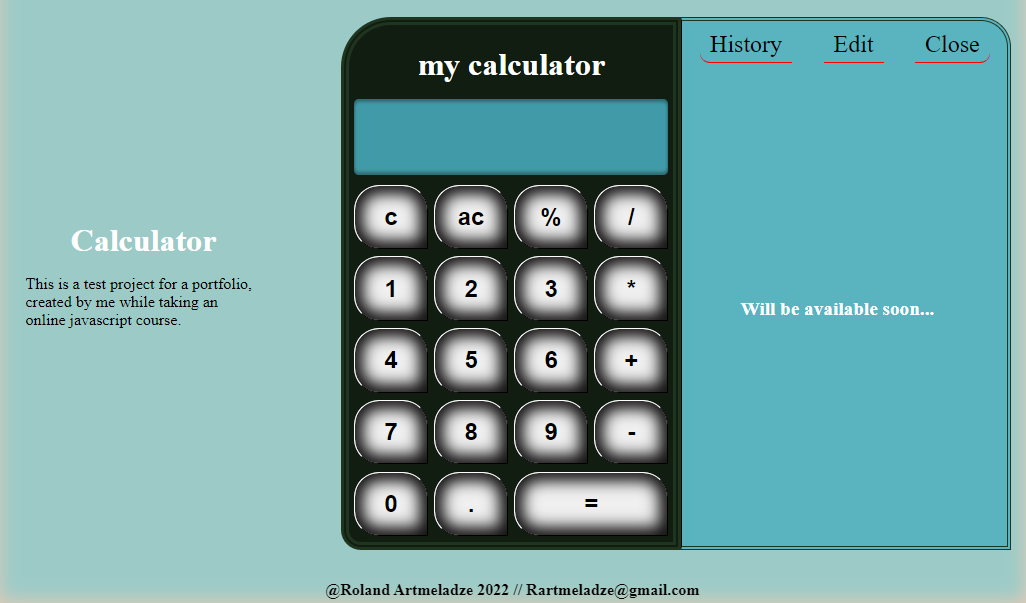 Calculator
This is a test project for a portfolio,
created by me while taking an
online javascript course.
my calculator
c ac % /
1 2 3 *
4 5 6 +
7 8 9 -
0 . =
History Edit Close
Will be available soon...
@Roland Artmeladze 2022 // Rartmeladze@gmail.com